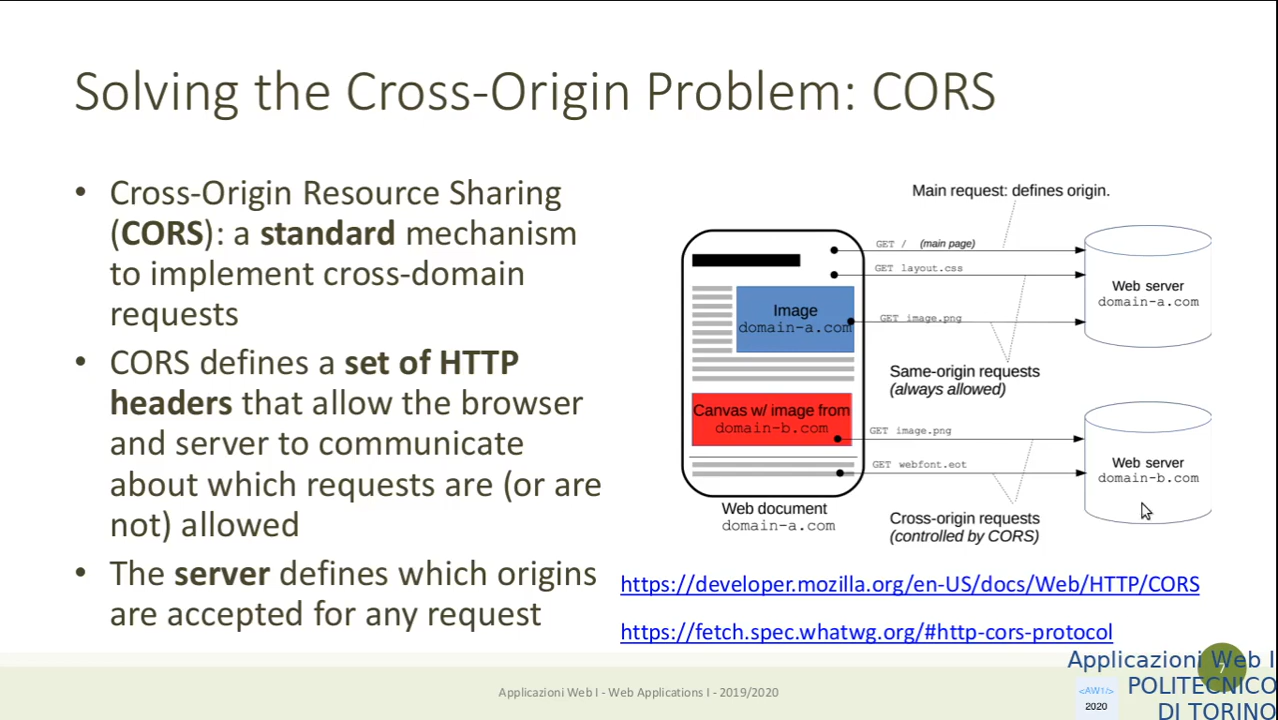 Solving the Cross-Origin Problem: CORS
• Cross-Origin Resource Sharing
(CORS): a standard mechanism
to implement cross-domain
requests
• CORS defines a set of HTTP
headers that allow the browser
and server to communicate
about which requests are (or are
not) allowed
• The server defines which origins
are accepted for any request
Main request: defines origin.
GET / (main page)
GET layout.css
Image
domain-a.com
GET image.png
Web server
domain-a.com
Same-origin requests
(always allowed)
Canvas w/ image from
domain-b.com
GET image.png
GET webfont.eot
Web server
domain-b.com
Web document
domain-a.com
Cross-origin requests
(controlled by CORS)
https://developer.mozilla.org/en-US/docs/Web/HTTP/CORS
https://fetch.spec.whatwg.org/#http-cors-protocol
Applicazioni Web I - Web Applications I - 2019/2020
7
Applicazioni Web I
POLITECNICO
DI TORINO
<AW1/>
2020